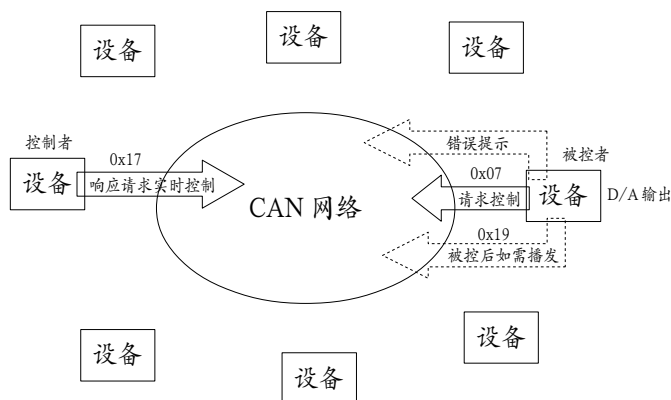 设备
设备
设备
控制者
0x17
设备
响应请求实时控制
CAN 网络
错误提示
被控者
0x07
请求控制
设备
D/A 输出
0x19
被控后如需播发
设备
设备
设备